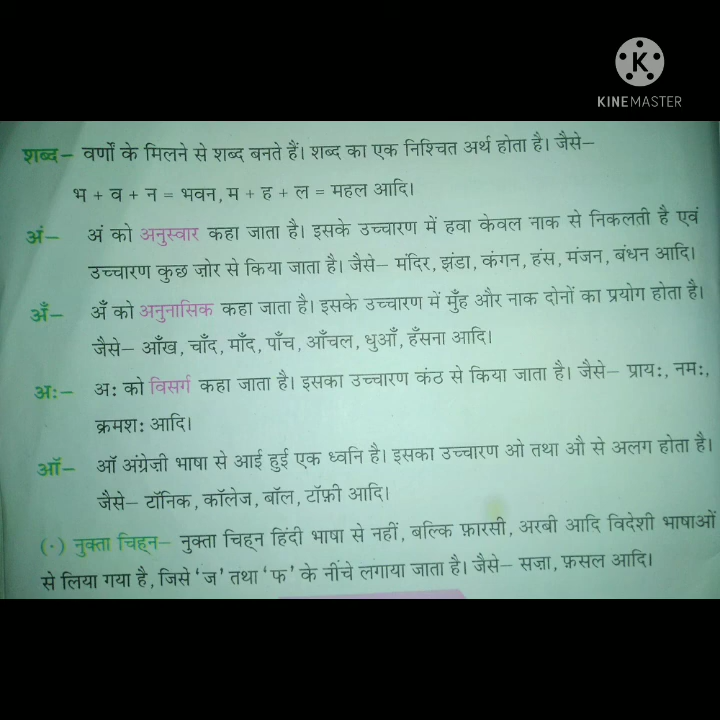 KINEMASTER
शब्द– वर्णों के मिलने से शब्द बनते हैं। शब्द का एक निश्चित अर्थ होता है। जैसे–
भ + व + न = भवन, म + ह + ल = महल आदि।
अं– अं को अनुस्वार कहा जाता है। इसके उच्चारण में हवा केवल नाक से निकलती है एवं
उच्चारण कुछ ज़ोर से किया जाता है। जैसे– मंदिर, झंडा, कंगन, हंस, मंजन, बंधन आदि।
अँ– अँ को अनुनासिक कहा जाता है। इसके उच्चारण में मुँह और नाक दोनों का प्रयोग होता है।
जैसे– आँख, चाँद, माँद, पाँच, आँचल, धुआँ, हँसना आदि।
अः– अः को विसर्ग कहा जाता है। इसका उच्चारण कंठ से किया जाता है। जैसे– प्रायः, नमः,
क्रमशः आदि।
ऑ– ऑ अंग्रेज़ी भाषा से आई हुई एक ध्वनि है। इसका उच्चारण ओ तथा औ से अलग होता है।
जैसे– टॉनिक, कॉलेज, बॉल, टॉफ़ी आदि।
(·) नुक्ता चिह्न– नुक्ता चिह्न हिंदी भाषा से नहीं, बल्कि फ़ारसी, अरबी आदि विदेशी भाषाओं
से लिया गया है, जिसे ‘ज’ तथा ‘फ’ के नींचे लगाया जाता है। जैसे– सज़ा, फ़सल आदि।